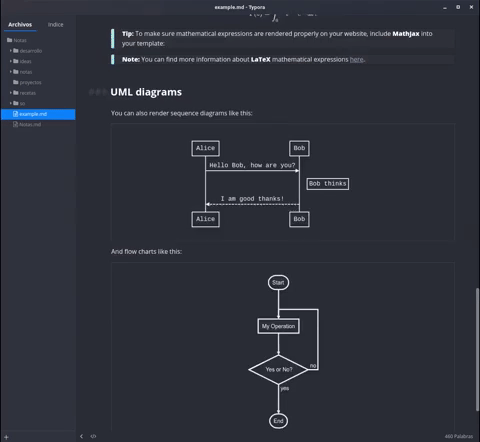 example.md - Typora
Archivos
Indice
Notas
desarrollo
ideas
notas
proyectos
recetas
so
example.md
Notas.md
Tip: To make sure mathematical expressions are rendered properly on your website, include MathJax into
your template:
Note: You can find more information about LaTeX mathematical expressions here.
### UML diagrams
You can also render sequence diagrams like this:
Alice
Bob
Hello Bob, how are you?
Bob thinks
I am good thanks!
Alice
Bob
And flow charts like this:
Start
My Operation
Yes or No?
no
yes
End
460 Palabras